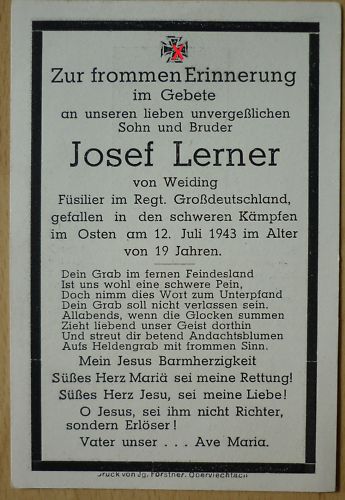 Zur frommen Erinnerung
im Gebete
an unseren lieben unvergeßlichen
Sohn und Bruder
Josef Lerner
von Weiding
Füsilier im Regt. Großdeutschland,
gefallen in den schweren Kämpfen
im Osten am 12. Juli 1943 im Alter
von 19 Jahren.
Dein Grab im fernen Feindesland
Ist uns wohl eine schwere Pein,
Doch nimm dies Wort zum Unterpfand
Dein Grab soll nicht verlassen sein.
Allabends, wenn die Glocken summen
Zieht liebend unser Geist dorthin
Und streut dir betend Andachtsblumen
Aufs Heldengrab mit frommen Sinn.
Mein Jesus Barmherzigkeit
Süßes Herz Mariä sei meine Rettung!
Süßes Herz Jesu, sei meine Liebe!
O Jesus, sei ihm nicht Richter,
sondern Erlöser!
Vater unser . . . Ave Maria.
Druck von Jg. Forstner, Oberviechtach